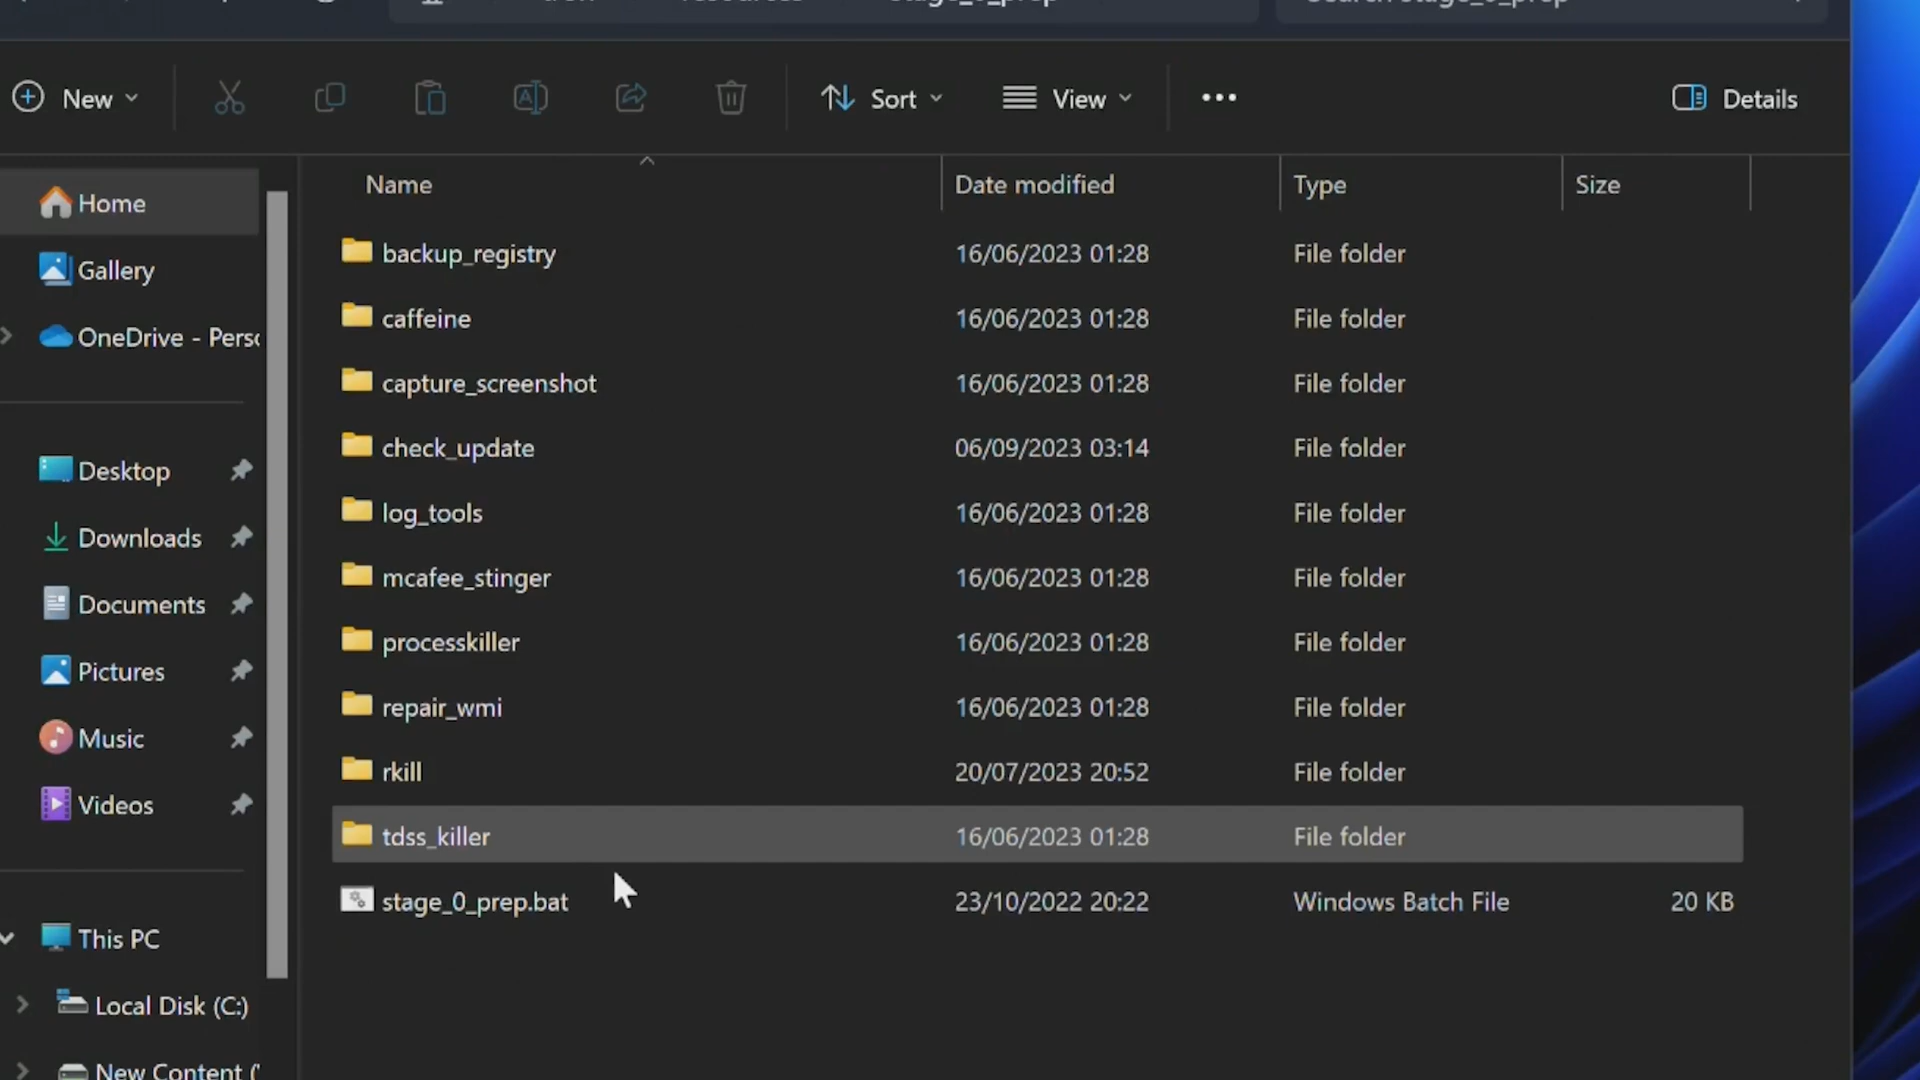 stage_0_prep
Search stage_0_prep
New
Sort
View
Details
Name Date modified Type Size
Home
Gallery
OneDrive - Perso
Desktop
Downloads
Documents
Pictures
Music
Videos
This PC
Local Disk (C:)
New Content (
backup_registry 16/06/2023 01:28 File folder
caffeine 16/06/2023 01:28 File folder
capture_screenshot 16/06/2023 01:28 File folder
check_update 06/09/2023 03:14 File folder
log_tools 16/06/2023 01:28 File folder
mcafee_stinger 16/06/2023 01:28 File folder
processkiller 16/06/2023 01:28 File folder
repair_wmi 16/06/2023 01:28 File folder
rkill 20/07/2023 20:52 File folder
tdss_killer 16/06/2023 01:28 File folder
stage_0_prep.bat 23/10/2022 20:22 Windows Batch File 20 KB